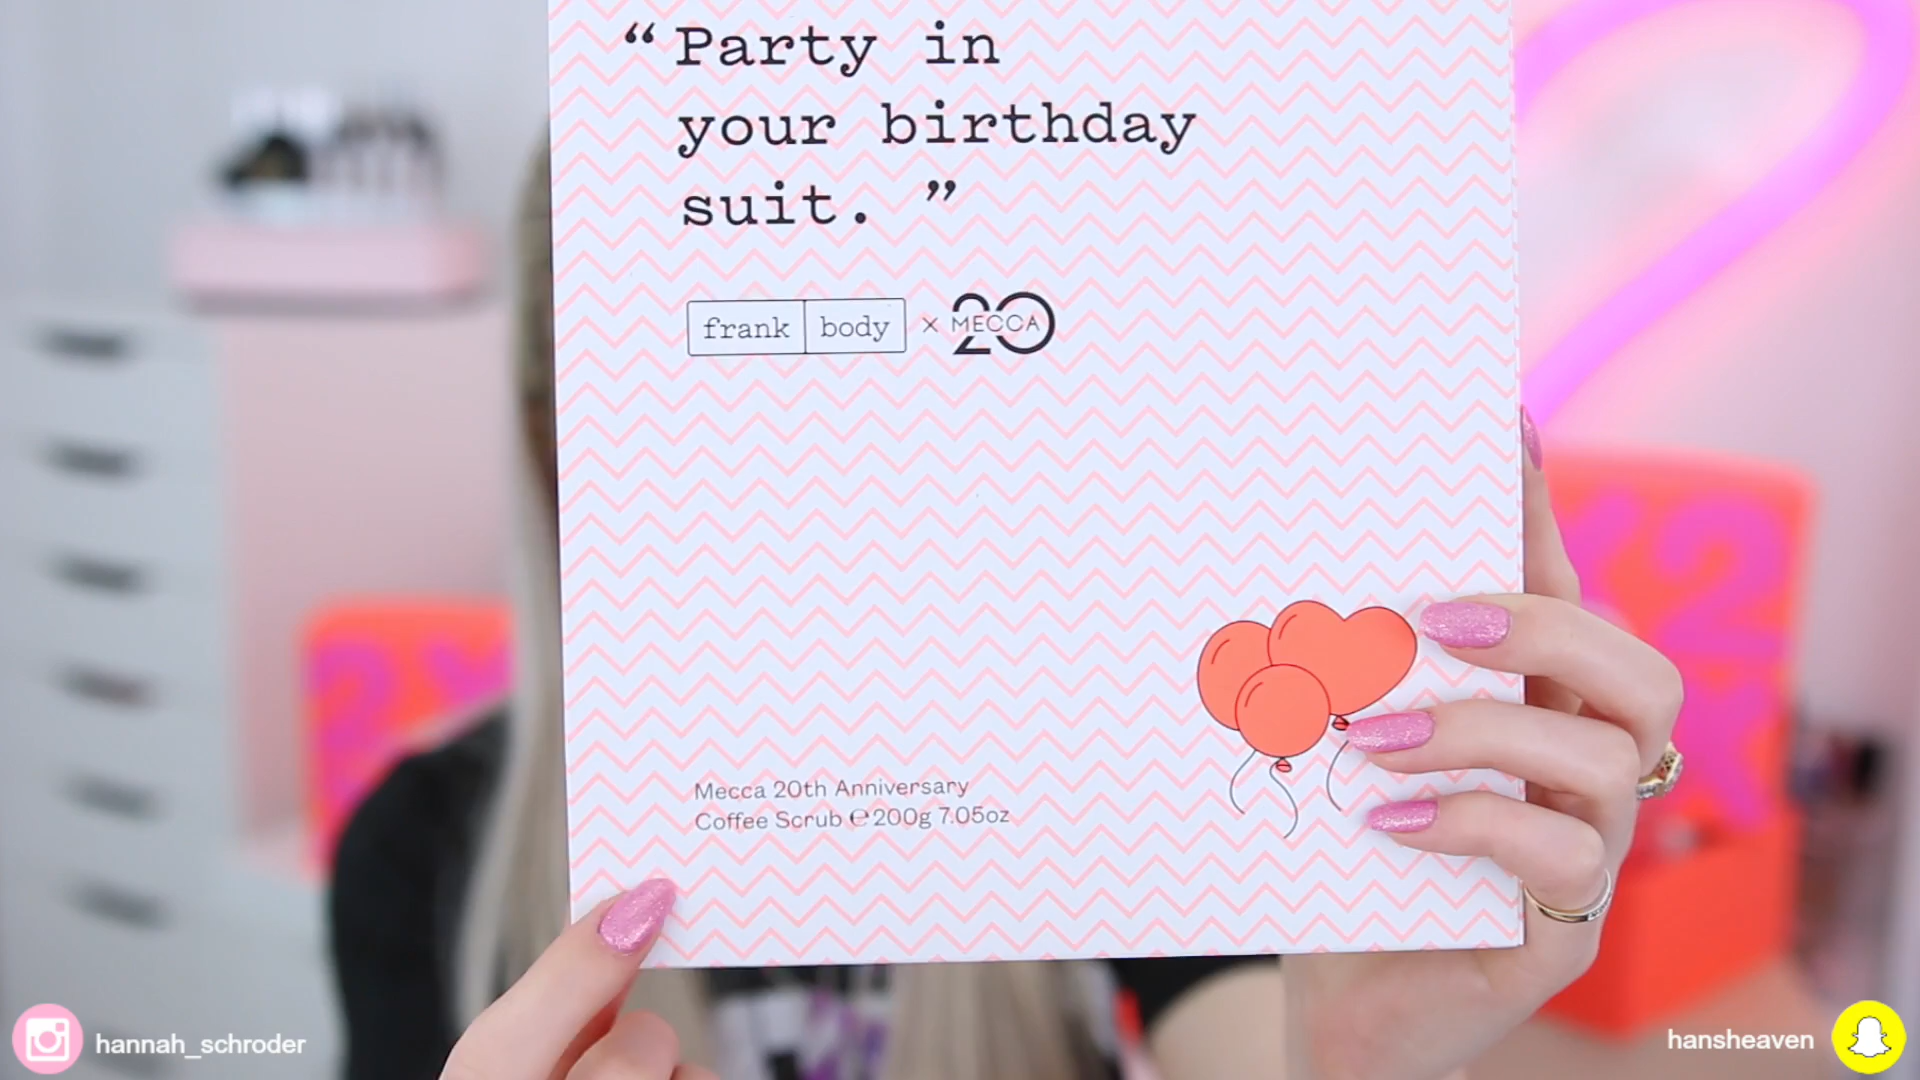 “Party in
your birthday
suit.”
frank body × 20 MECCA
Mecca 20th Anniversary
Coffee Scrub ℮ 200g 7.05oz
hannah_schroder
hansheaven